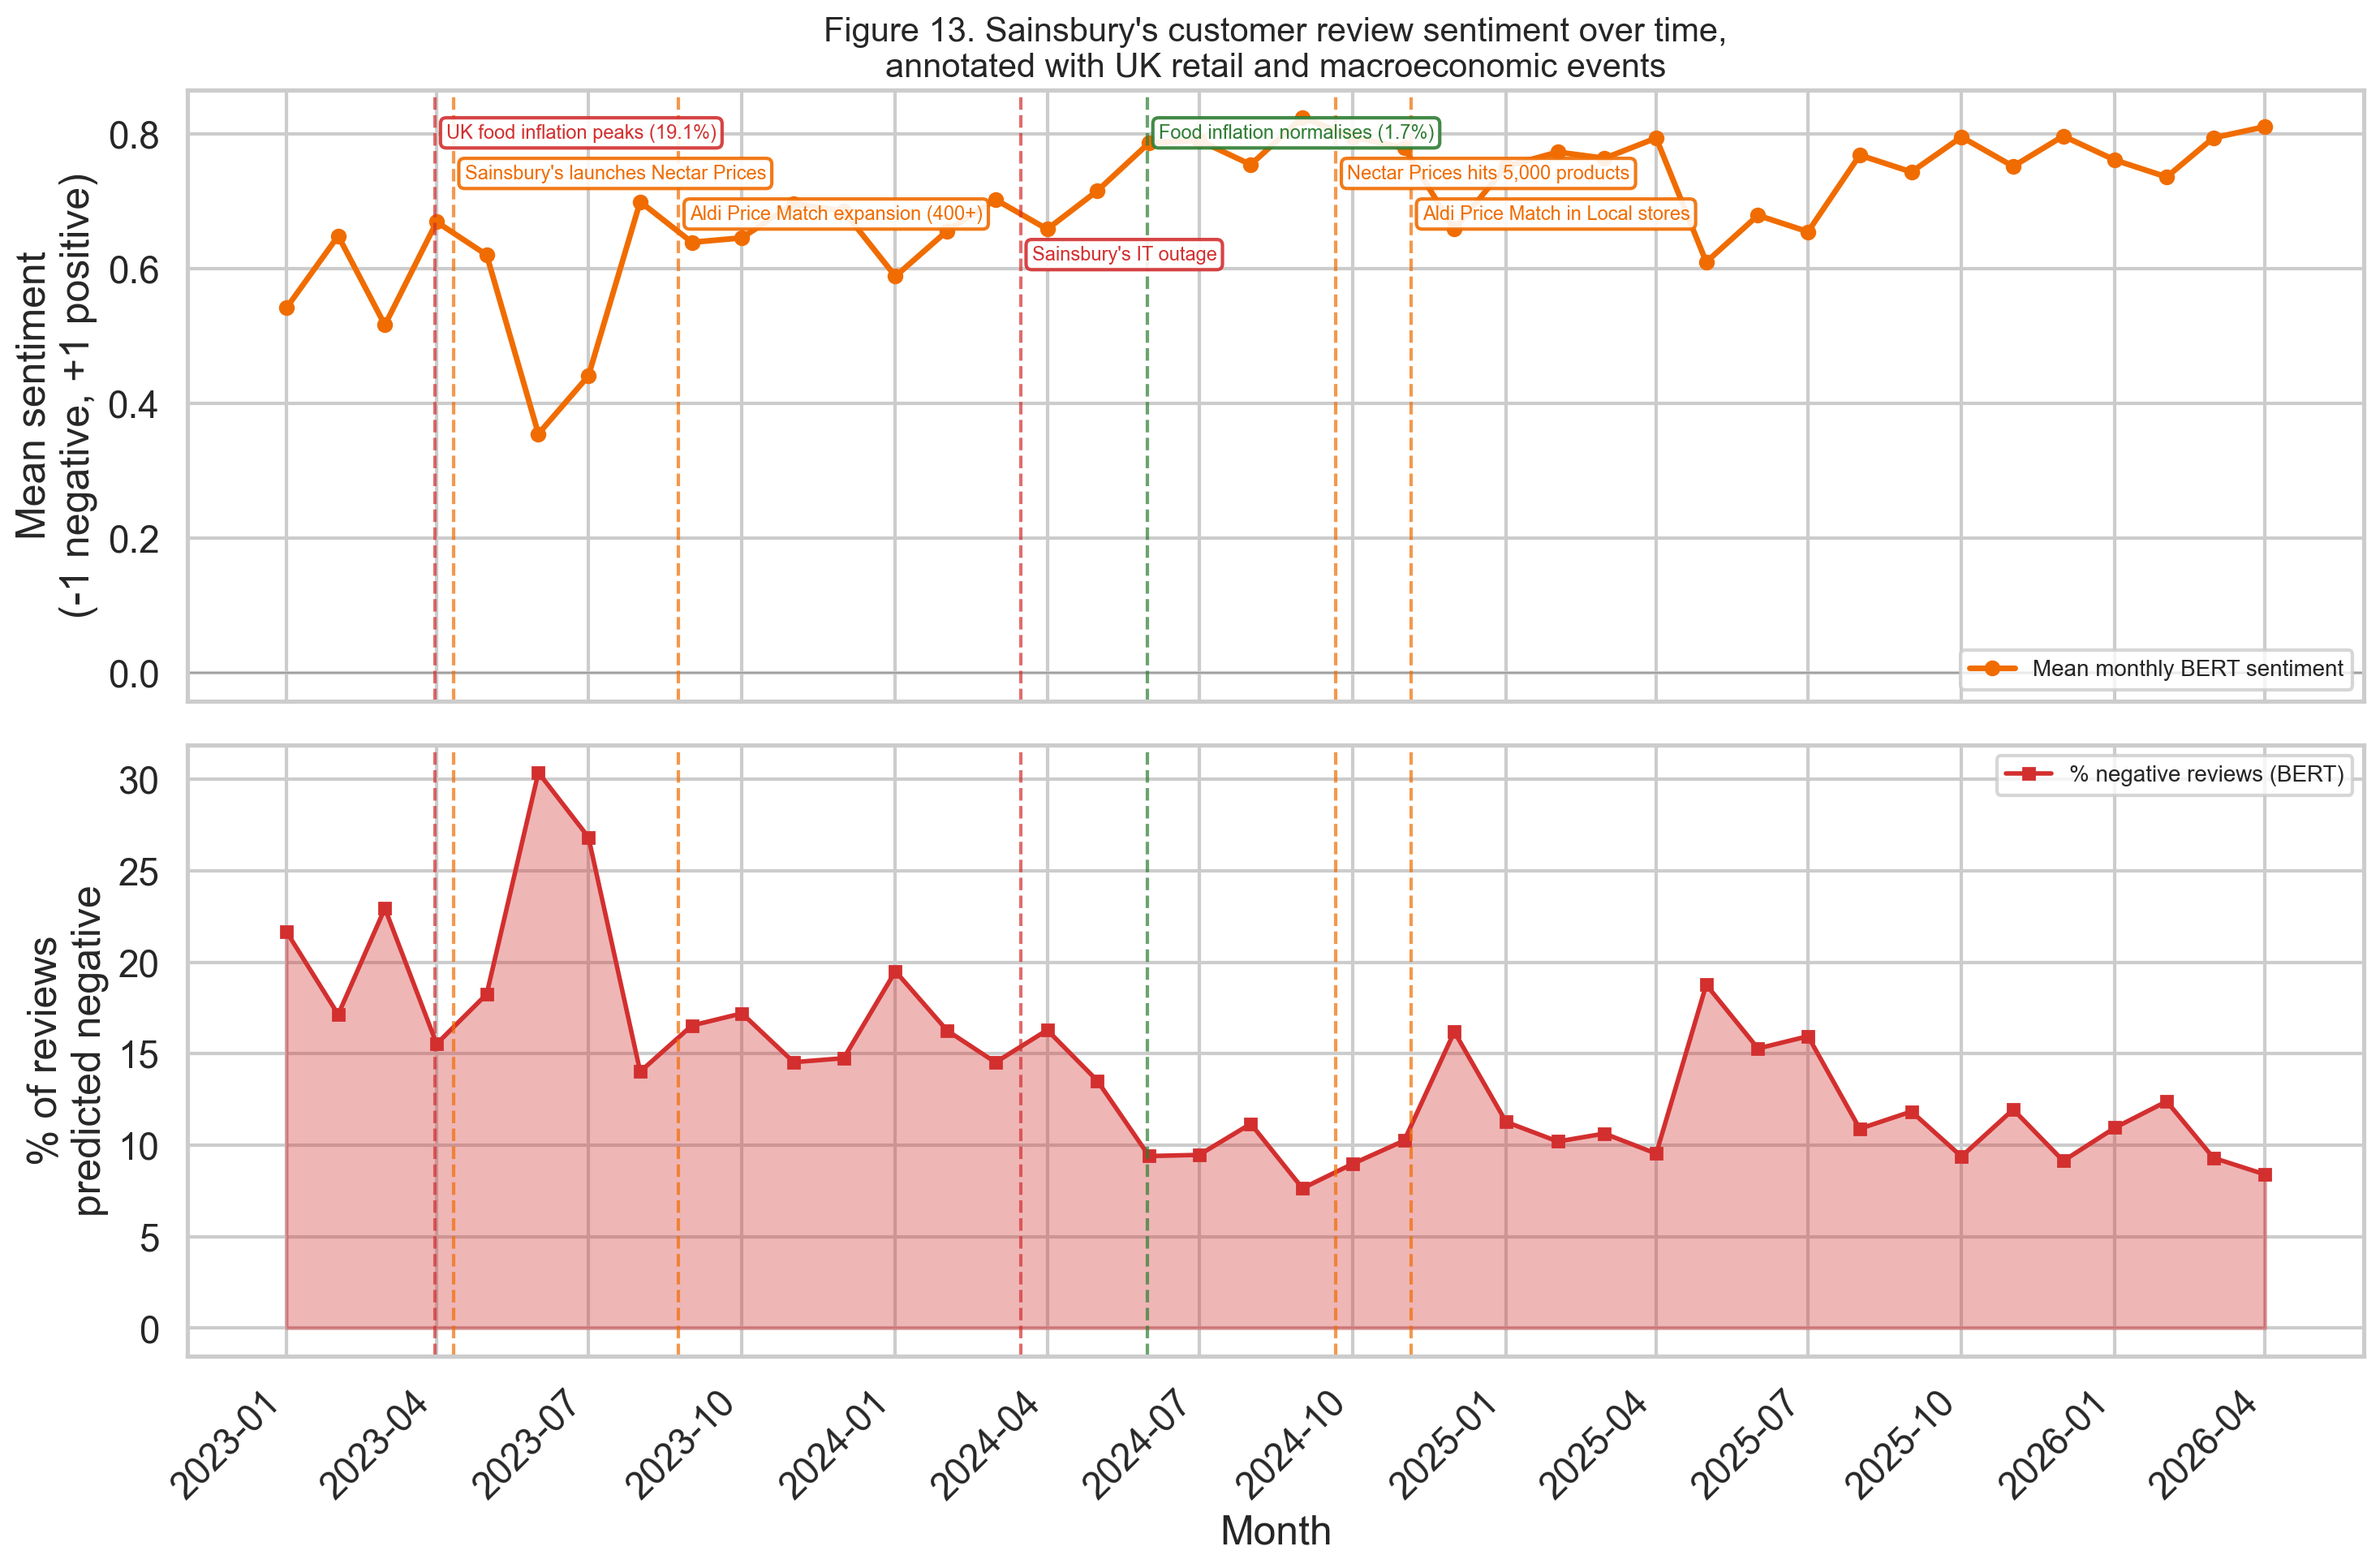 Figure 13. Sainsbury's customer review sentiment over time,
annotated with UK retail and macroeconomic events
Mean sentiment
(-1 negative, +1 positive)
0.8
0.6
0.4
0.2
0.0
UK food inflation peaks (19.1%)
Food inflation normalises (1.7%)
Sainsbury's launches Nectar Prices
Nectar Prices hits 5,000 products
Aldi Price Match expansion (400+)
Aldi Price Match in Local stores
Sainsbury's IT outage
Mean monthly BERT sentiment
% of reviews
predicted negative
30
25
20
15
10
5
0
% negative reviews (BERT)
2023-01
2023-04
2023-07
2023-10
2024-01
2024-04
2024-07
2024-10
2025-01
2025-04
2025-07
2025-10
2026-01
2026-04
Month